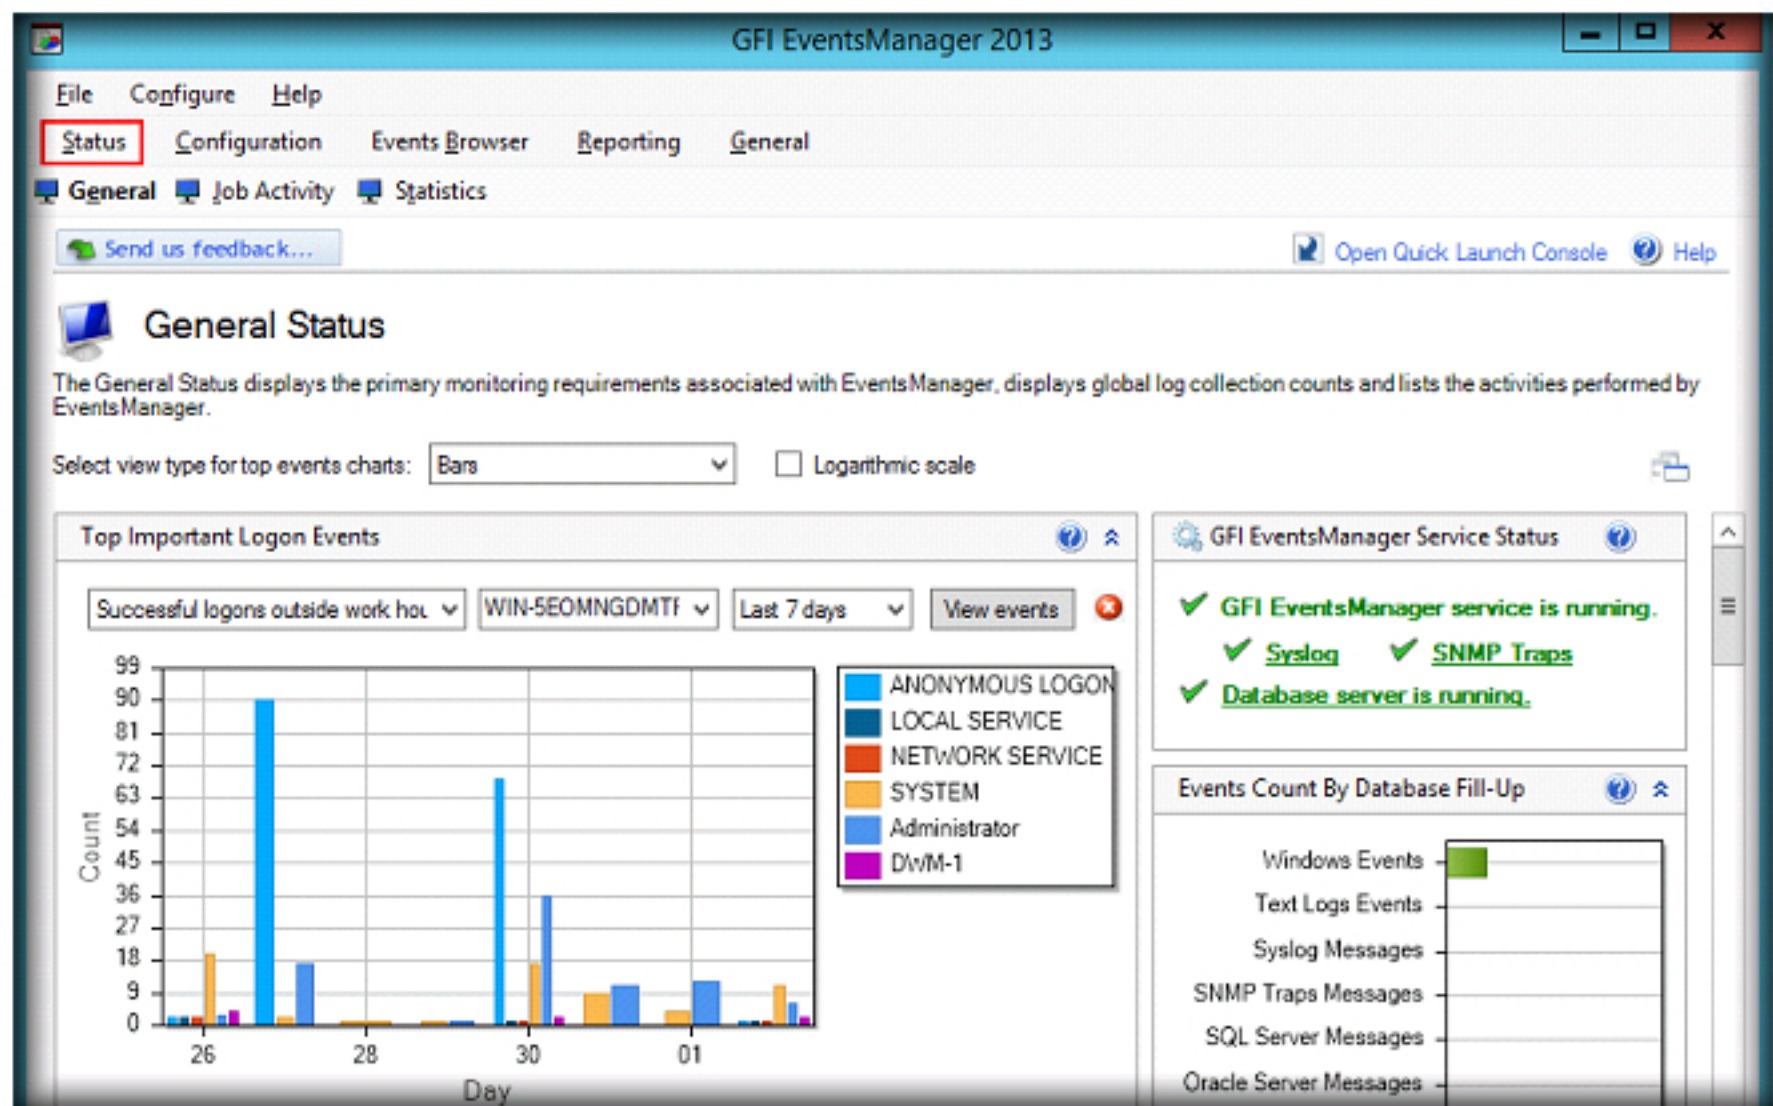 GFI EventsManager 2013
File Configure Help
Status Configuration Events Browser Reporting General
General Job Activity Statistics
Send us feedback...
Open Quick Launch Console Help
General Status
The General Status displays the primary monitoring requirements associated with EventsManager, displays global log collection counts and lists the activities performed by
EventsManager.
Select view type for top events charts: Bars Logarithmic scale
Top Important Logon Events
Successful logons outside work hou WIN-5EOMNGDMTF Last 7 days View events
99
90
81
72
63
54
45
36
27
18
9
0
Count
26 28 30 01
Day
ANONYMOUS LOGON
LOCAL SERVICE
NETWORK SERVICE
SYSTEM
Administrator
DWM-1
GFI EventsManager Service Status
GFI EventsManager service is running.
Syslog SNMP Traps
Database server is running.
Events Count By Database Fill-Up
Windows Events
Text Logs Events
Syslog Messages
SNMP Traps Messages
SQL Server Messages
Oracle Server Messages